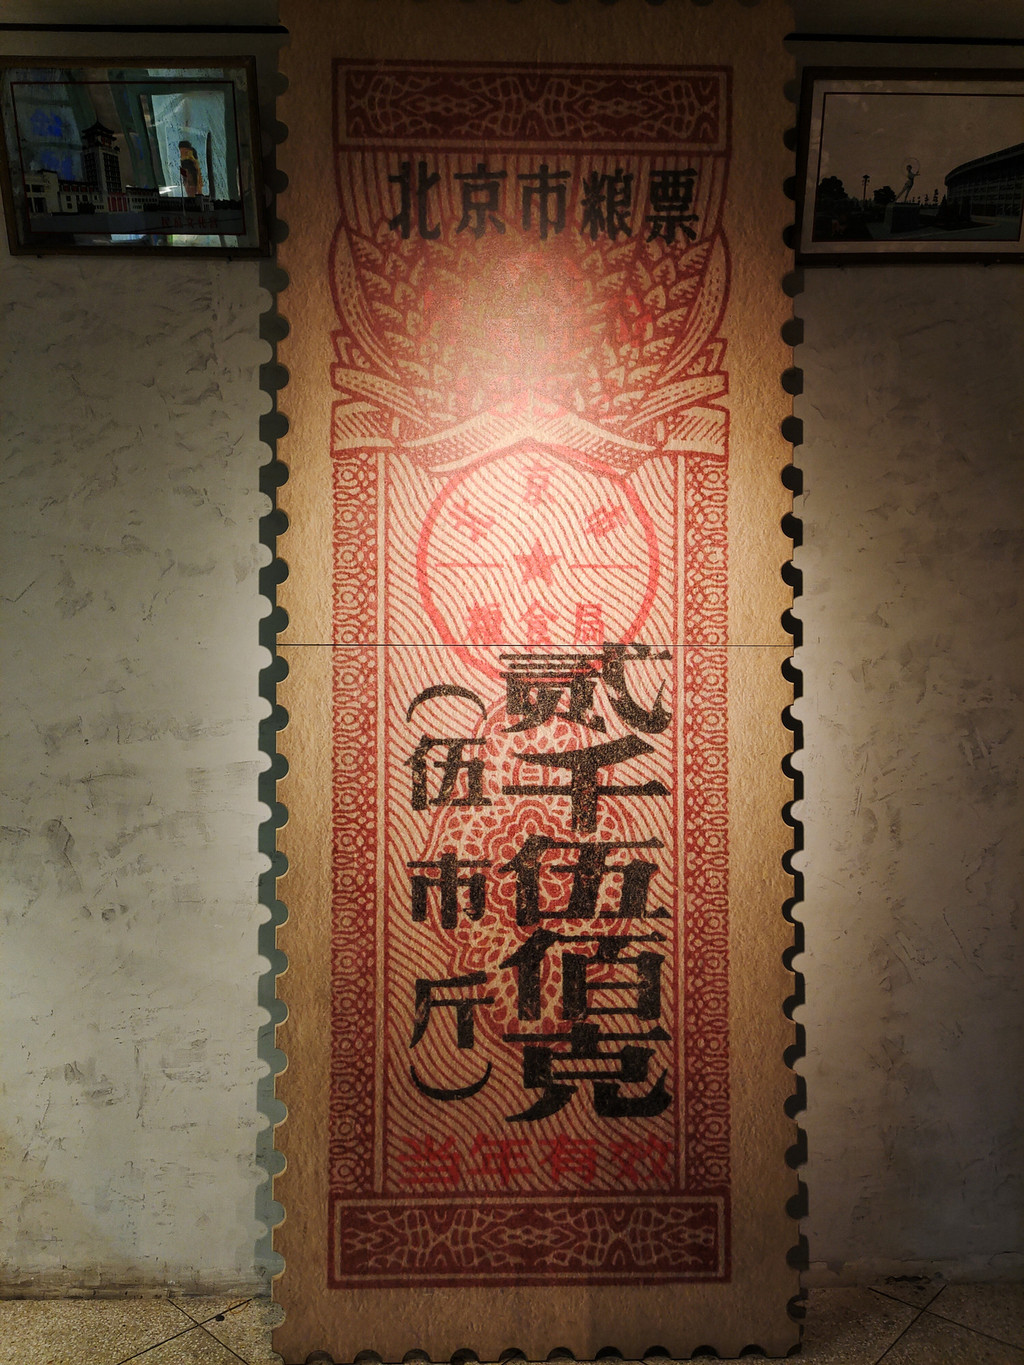 北京市粮票
北京市
粮食局
贰千伍佰克
（伍市斤）
当年有效